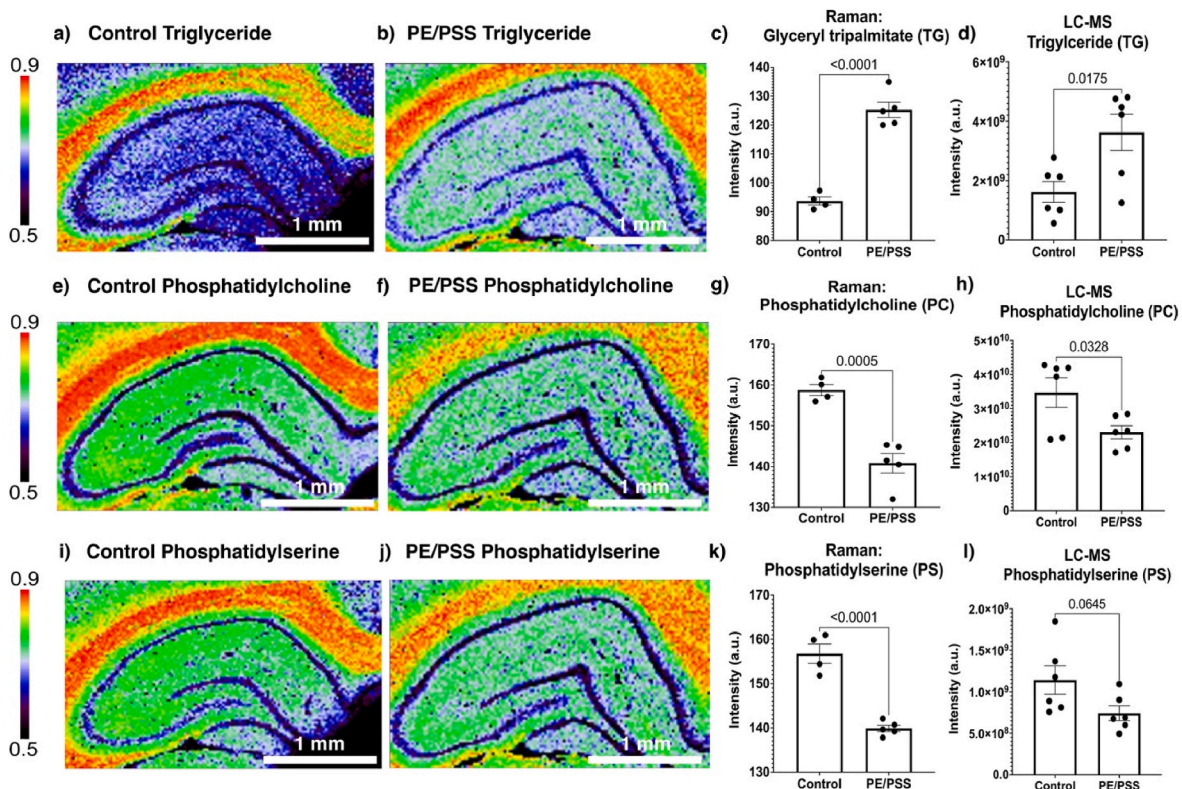 a) Control Triglyceride
b) PE/PSS Triglyceride
0.9
0.5
1 mm
1 mm
c)
Raman:
Glyceryl tripalmitate (TG)
<0.0001
Intensity (a.u.)
140
130
120
110
100
90
80
Control
PE/PSS
d)
LC-MS
Trigylceride (TG)
0.0175
Intensity (a.u.)
6×10⁹
4×10⁹
2×10⁹
0
Control
PE/PSS
e) Control Phosphatidylcholine
f) PE/PSS Phosphatidylcholine
0.9
0.5
1 mm
1 mm
g)
Raman:
Phosphatidylcholine (PC)
0.0005
Intensity (a.u.)
170
160
150
140
130
Control
PE/PSS
h)
LC-MS
Phosphatidylcholine (PC)
0.0328
Intensity (a.u.)
5×10¹⁰
4×10¹⁰
3×10¹⁰
2×10¹⁰
1×10¹⁰
0
Control
PE/PSS
i) Control Phosphatidylserine
j) PE/PSS Phosphatidylserine
0.9
0.5
1 mm
1 mm
k)
Raman:
Phosphatidylserine (PS)
<0.0001
Intensity (a.u.)
170
160
150
140
130
Control
PE/PSS
l)
LC-MS
Phosphatidylserine (PS)
0.0645
Intensity (a.u.)
2.0×10⁹
1.5×10⁹
1.0×10⁹
5.0×10⁸
0.0
Control
PE/PSS